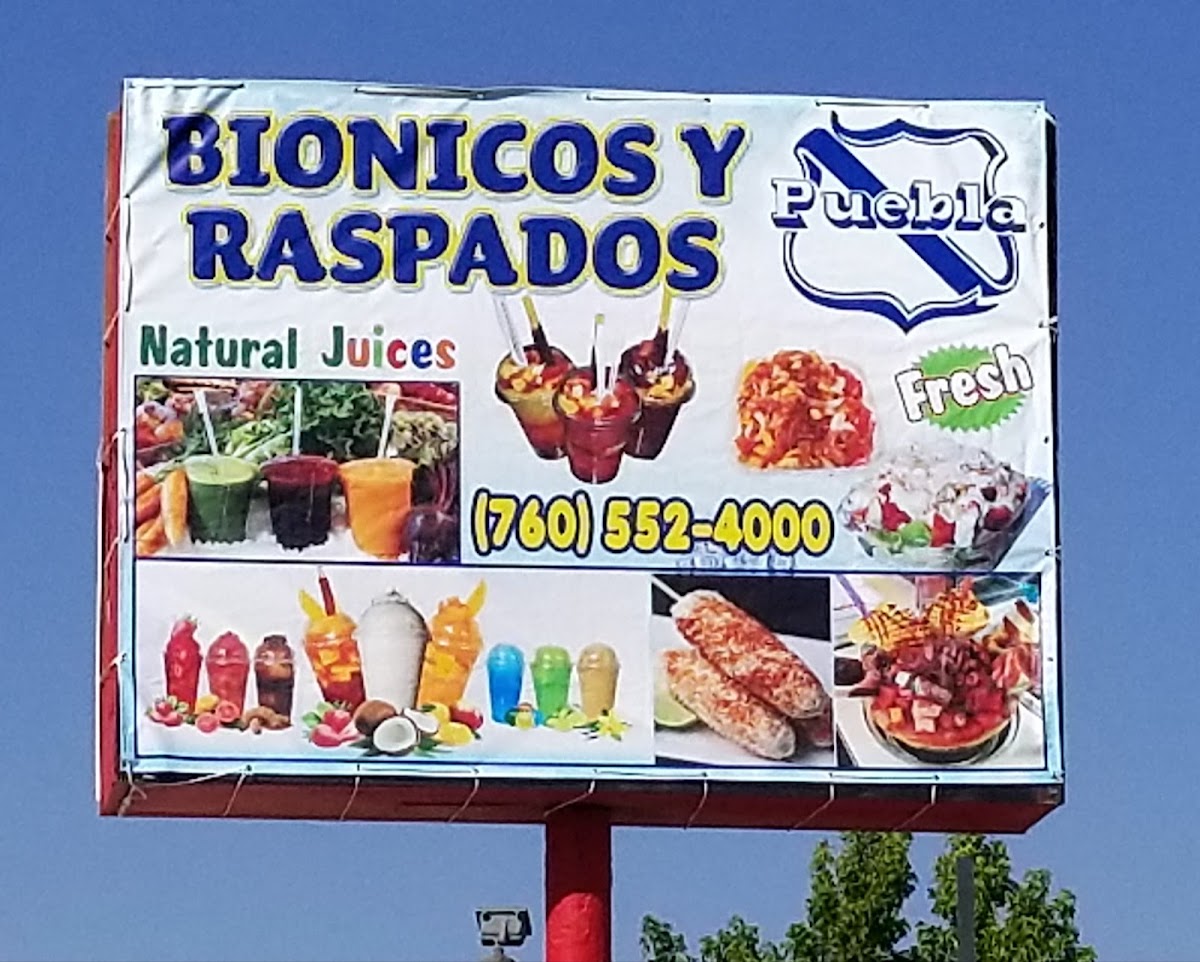 BIONICOS Y
RASPADOS
Puebla
Natural Juices
Fresh
(760) 552-4000